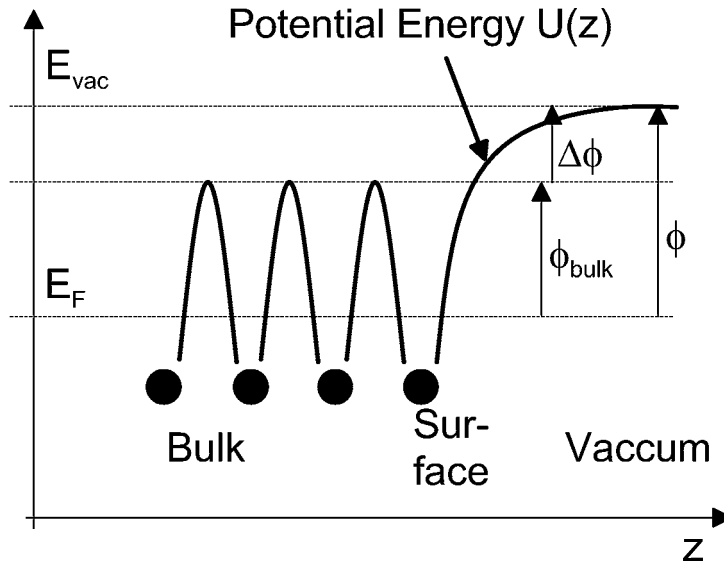 Potential Energy U(z)
E_vac
Δϕ
ϕ
ϕ_bulk
E_F
Bulk
Sur-
face
Vaccum
z